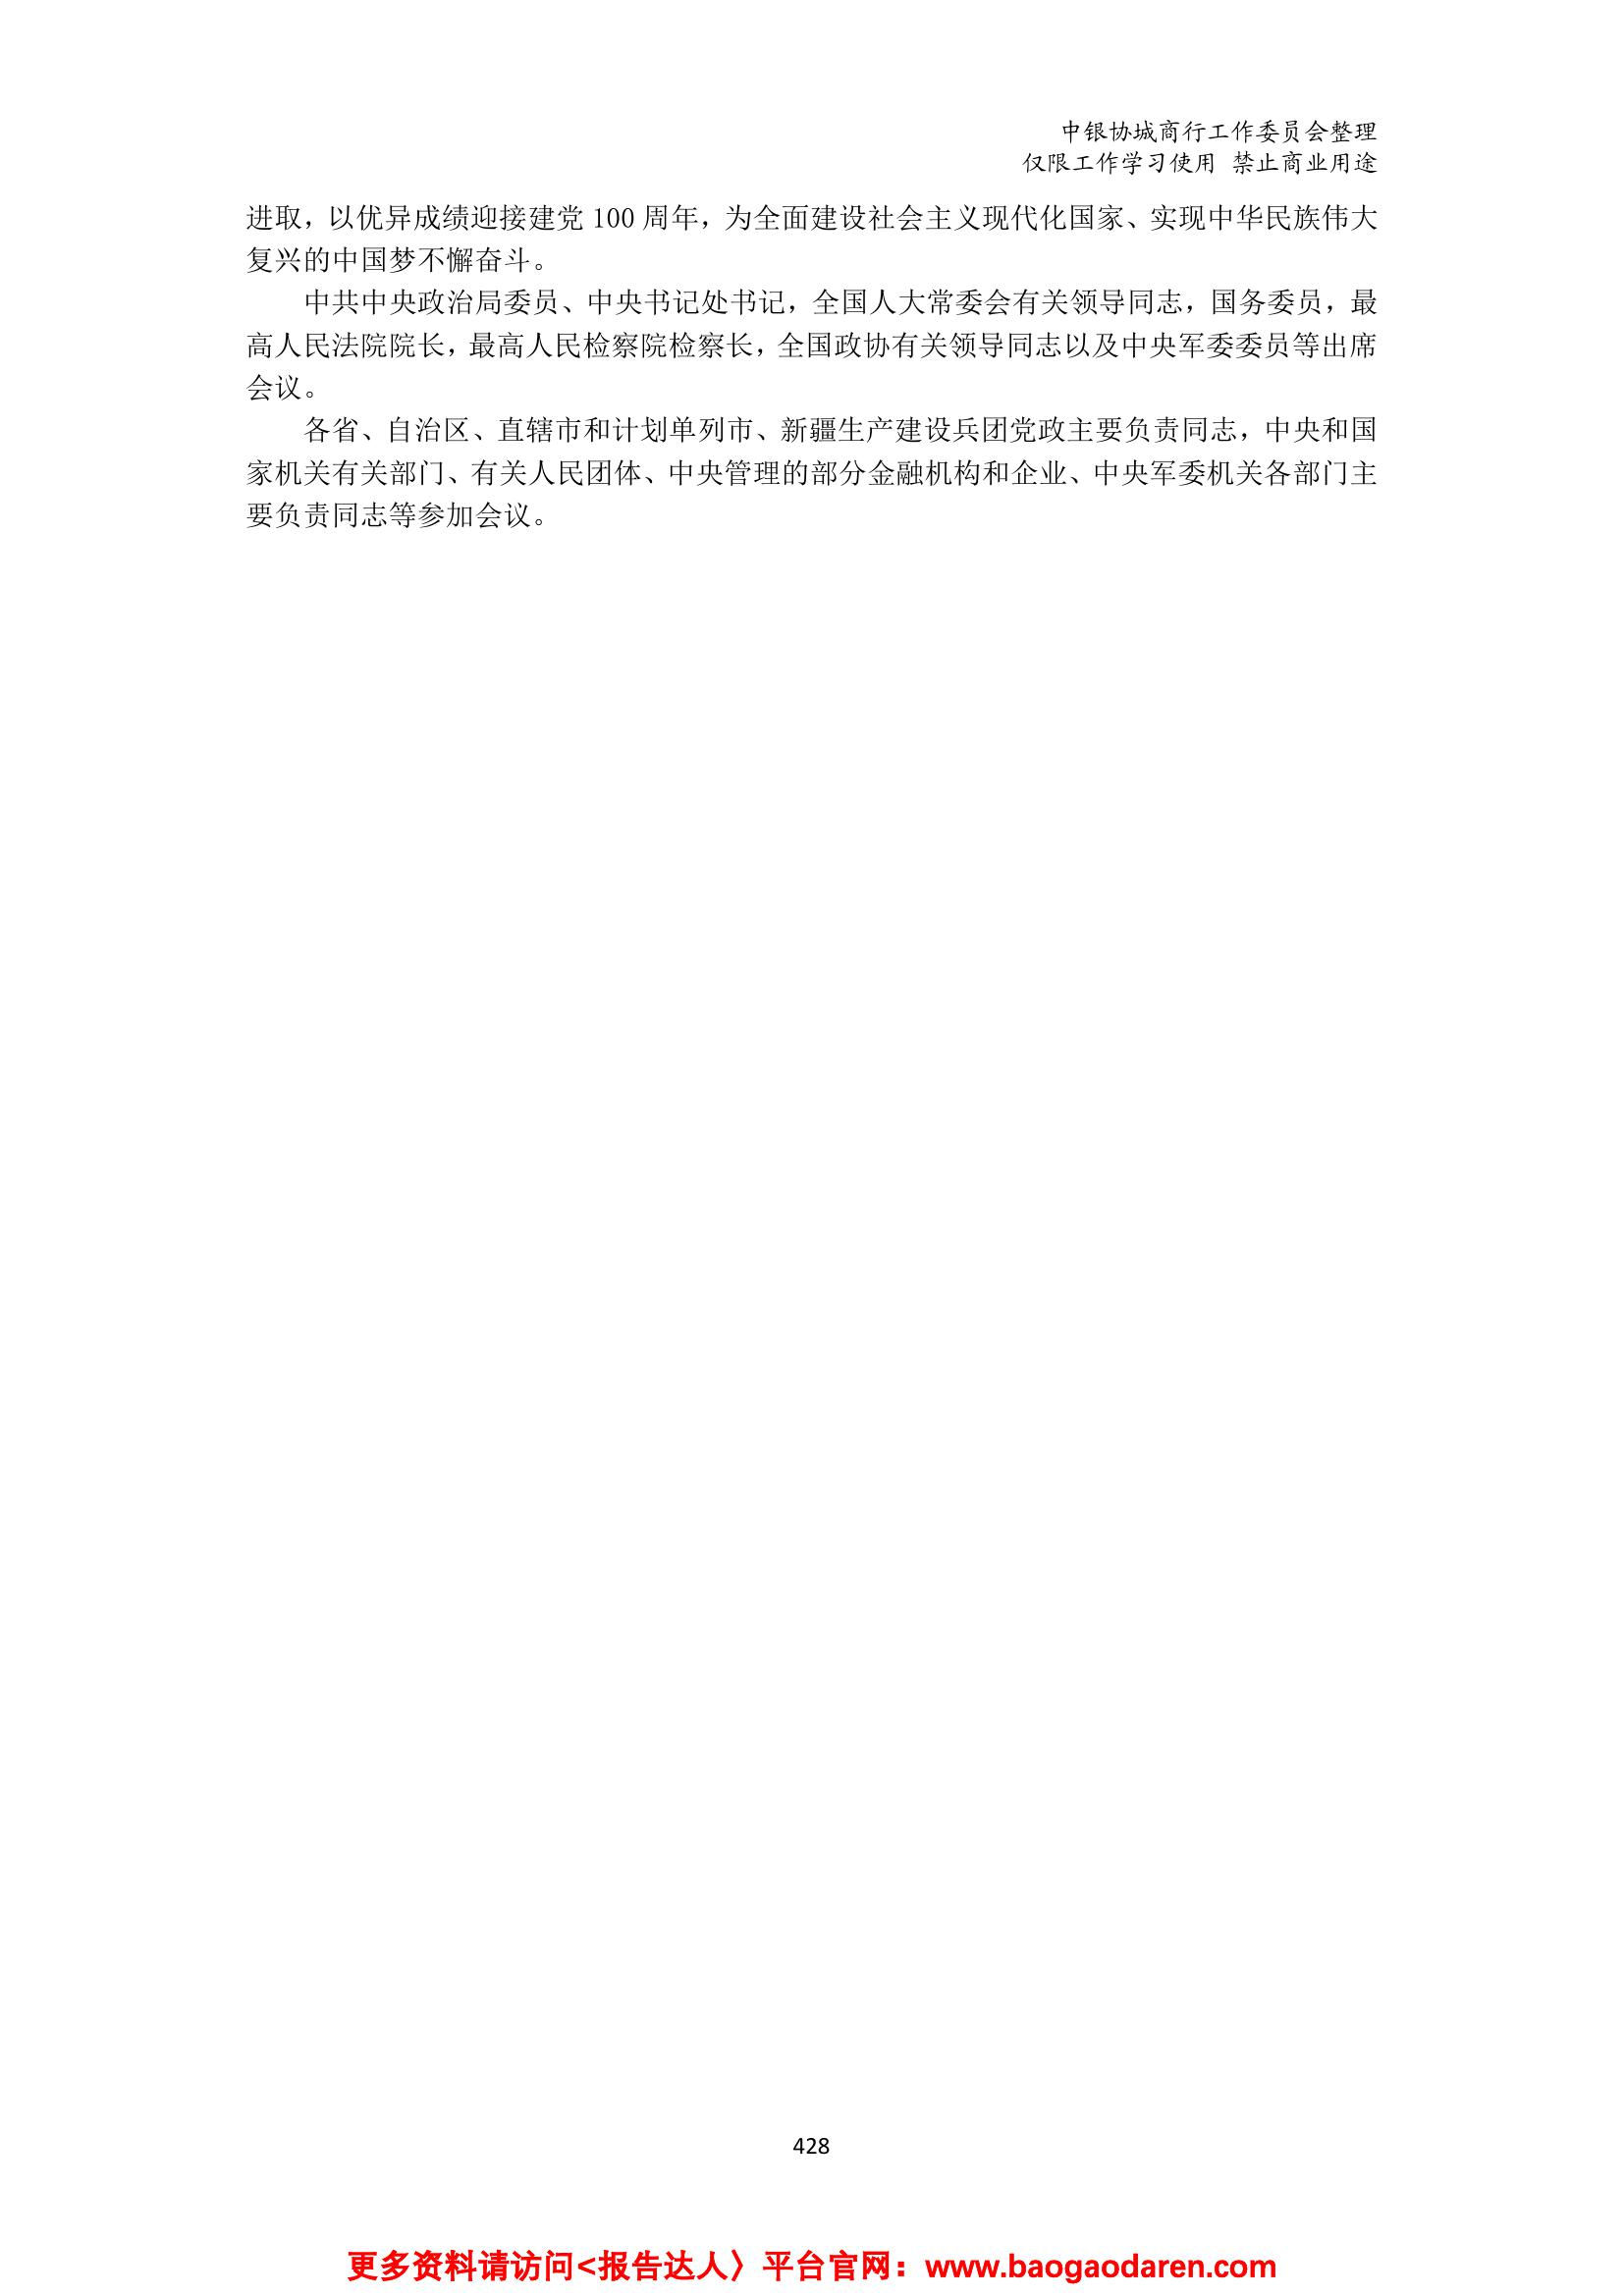 中银协城商行工作委员会整理
仅限工作学习使用 禁止商业用途
进取，以优异成绩迎接建党 100 周年，为全面建设社会主义现代化国家、实现中华民族伟大
复兴的中国梦不懈奋斗。
中共中央政治局委员、中央书记处书记，全国人大常委会有关领导同志，国务委员，最
高人民法院院长，最高人民检察院检察长，全国政协有关领导同志以及中央军委委员等出席
会议。
各省、自治区、直辖市和计划单列市、新疆生产建设兵团党政主要负责同志，中央和国
家机关有关部门、有关人民团体、中央管理的部分金融机构和企业、中央军委机关各部门主
要负责同志等参加会议。
428
更多资料请访问<报告达人〉平台官网：www.baogaodaren.com